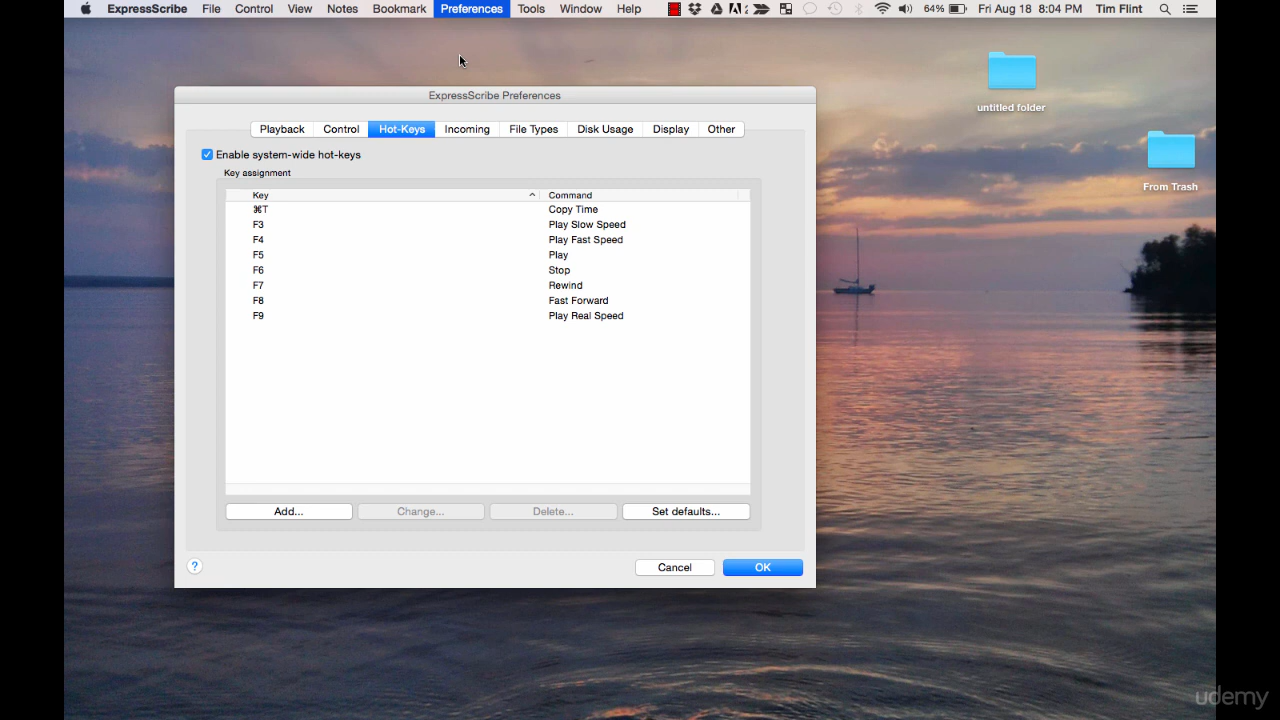 ExpressScribe File Control View Notes Bookmark Preferences Tools Window Help 64% Fri Aug 18 8:04 PM Tim Flint
untitled folder
From Trash
ExpressScribe Preferences
Playback Control Hot-Keys Incoming File Types Disk Usage Display Other
Enable system-wide hot-keys
Key assignment
Key Command
⌘T Copy Time
F3 Play Slow Speed
F4 Play Fast Speed
F5 Play
F6 Stop
F7 Rewind
F8 Fast Forward
F9 Play Real Speed
Add... Change... Delete... Set defaults...
? Cancel OK
udemy